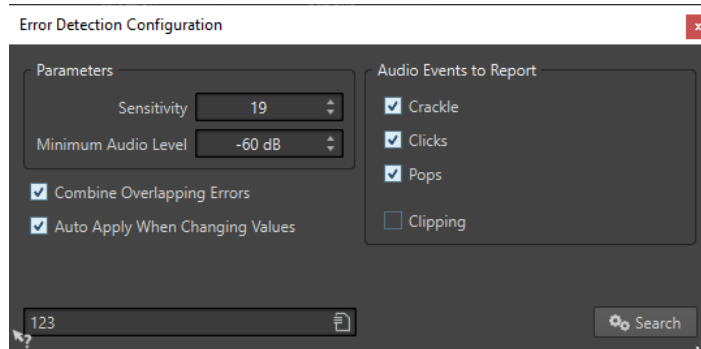 Error Detection Configuration
x
Parameters
Audio Events to Report
Sensitivity 19
Crackle
Minimum Audio Level -60 dB
Clicks
Pops
Combine Overlapping Errors
Auto Apply When Changing Values
Clipping
123
Search
?